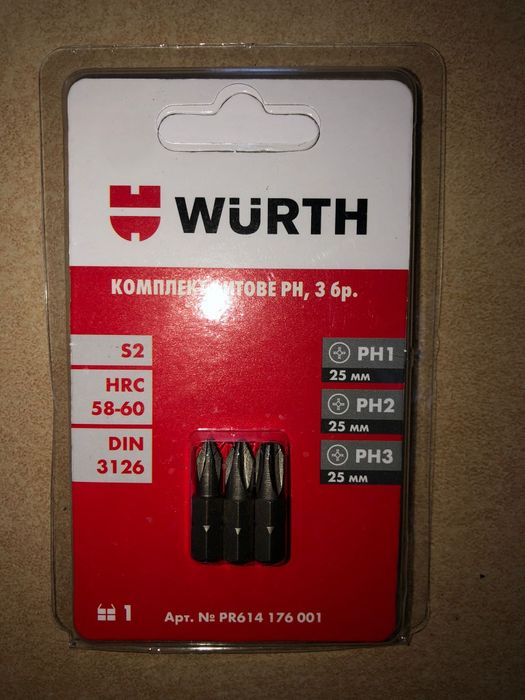 WÜRTH
КОМПЛЕКТ БИТОВЕ PH, 3 бр.
S2
HRC
58-60
DIN
3126
PH1
25 мм
PH2
25 мм
PH3
25 мм
1
Арт. № PR614 176 001